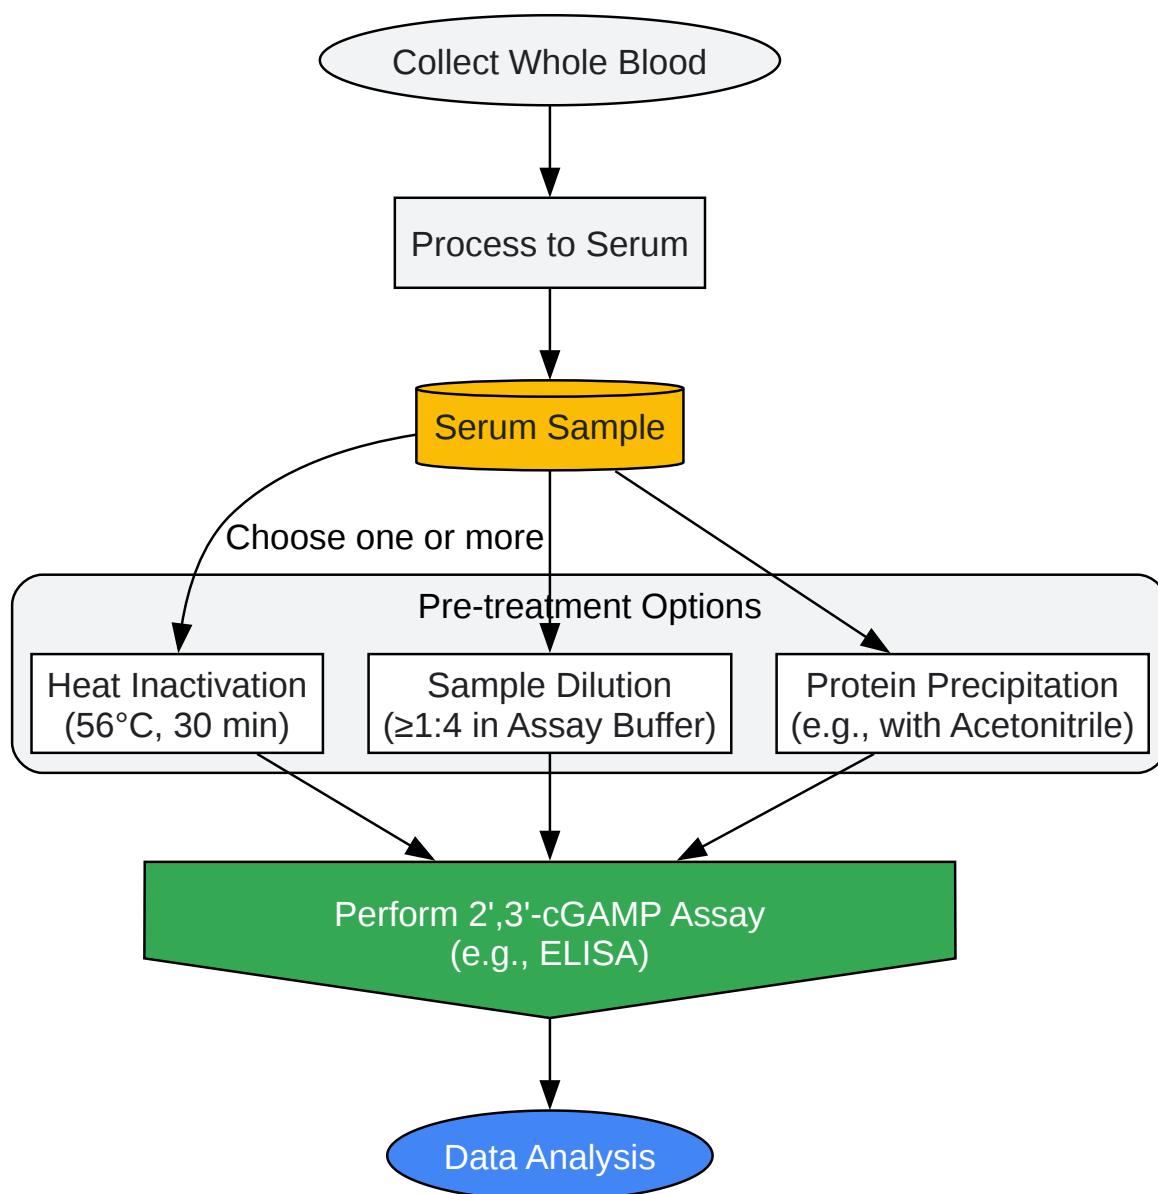 Collect Whole Blood
Process to Serum
Serum Sample
Choose one or more
Pre-treatment Options
Heat Inactivation
(56°C, 30 min)
Sample Dilution
(≥1:4 in Assay Buffer)
Protein Precipitation
(e.g., with Acetonitrile)
Perform 2',3'-cGAMP Assay
(e.g., ELISA)
Data Analysis